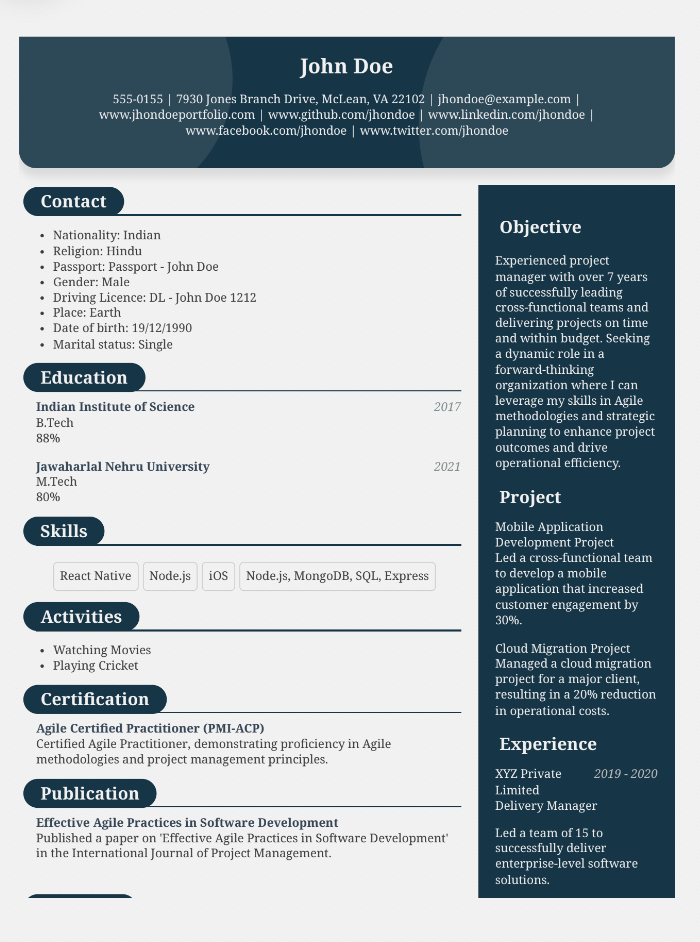 John Doe
555-0155 | 7930 Jones Branch Drive, McLean, VA 22102 | jhondoe@example.com |
www.jhondoeportfolio.com | www.github/jhondoe | www.linkedin.com/jhondoe |
www.facebook.com/jhondoe | www.twitter.com/jhondoe
Contact
• Nationality: Indian
• Religion: Hindu
• Passport: Passport - John Doe
• Gender: Male
• Driving Licence: DL - John Doe 1212
• Place: Earth
• Date of birth: 19/12/1990
• Marital status: Single
Education
Indian Institute of Science 2017
B.Tech
88%
Jawaharlal Nehru University 2021
M.Tech
80%
Skills
React Native Node.js iOS Node.js, MongoDB, SQL, Express
Activities
• Watching Movies
• Playing Cricket
Certification
Agile Certified Practitioner (PMI-ACP)
Certified Agile Practitioner, demonstrating proficiency in Agile
methodologies and project management principles.
Publication
Effective Agile Practices in Software Development
Published a paper on 'Effective Agile Practices in Software Development'
in the International Journal of Project Management.
Objective
Experienced project
manager with over 7 years
of successfully leading
cross-functional teams and
delivering projects on time
and within budget. Seeking
a dynamic role in a
forward-thinking
organization where I can
leverage my skills in Agile
methodologies and strategic
planning to enhance project
outcomes and drive
operational efficiency.
Project
Mobile Application
Development Project
Led a cross-functional team
to develop a mobile
application that increased
customer engagement by
30%.
Cloud Migration Project
Managed a cloud migration
project for a major client,
resulting in a 20% reduction
in operational costs.
Experience
XYZ Private 2019 - 2020
Limited
Delivery Manager
Led a team of 15 to
successfully deliver
enterprise-level software
solutions.